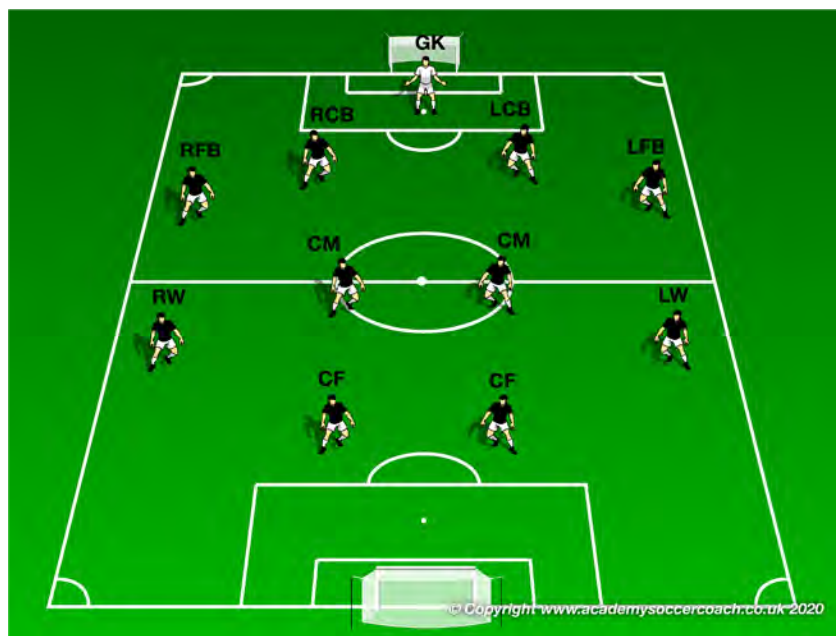 GK
RCB
LCB
RFB
LFB
CM
CM
RW
LW
CF
CF
© Copyright www.academysoccercoach.co.uk 2020